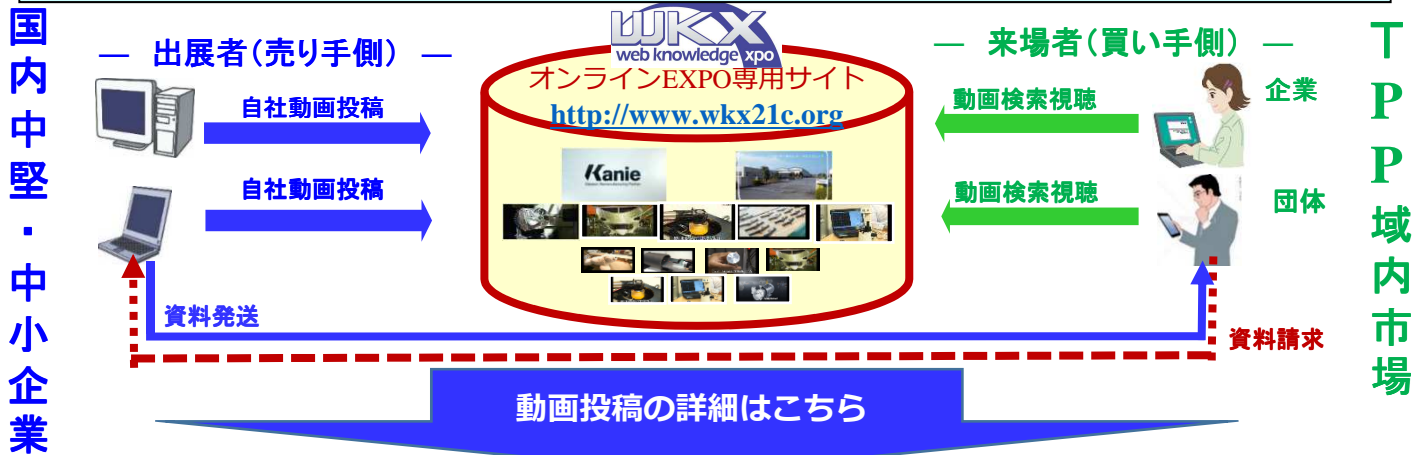 国内中堅・中小企業
― 出展者（売り手側） ―
自社動画投稿
自社動画投稿
WKX
web knowledge xpo
オンラインEXPO専用サイト
http://www.wkx21c.org
Kanie
― 来場者（買い手側） ―
動画検索視聴
企業
動画検索視聴
団体
TPP域内市場
資料発送
資料請求
動画投稿の詳細はこちら